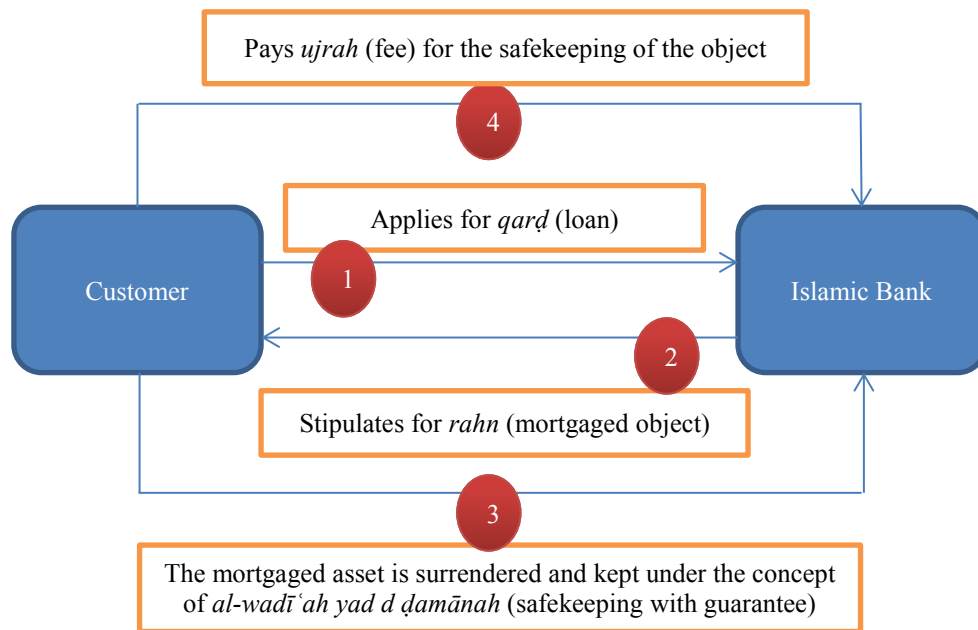 Pays ujrah (fee) for the safekeeping of the object
4
Applies for qarḍ (loan)
1
Customer
Islamic Bank
2
Stipulates for rahn (mortgaged object)
3
The mortgaged asset is surrendered and kept under the concept
of al-wadīʿah yad d ḍamānah (safekeeping with guarantee)